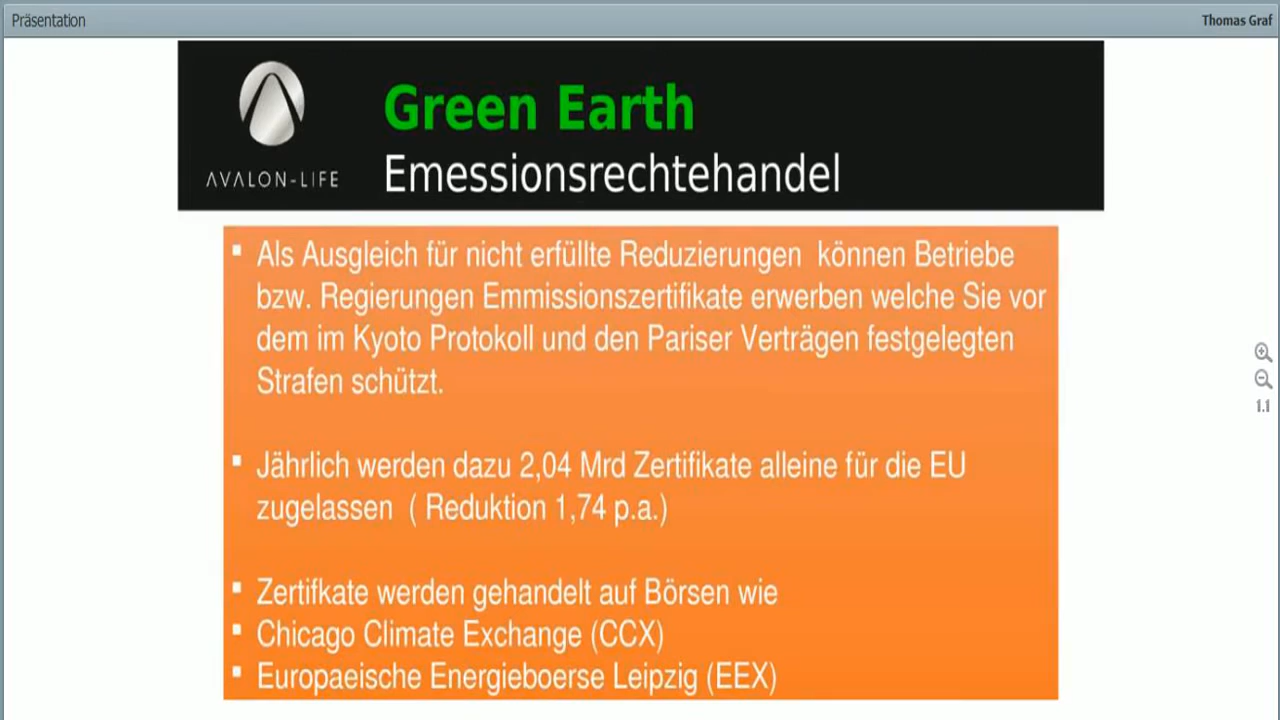 Präsentation
Thomas Graf
AVALON-LIFE
Green Earth
Emessionsrechtehandel
▪ Als Ausgleich für nicht erfüllte Reduzierungen können Betriebe
bzw. Regierungen Emmissionszertifikate erwerben welche Sie vor
dem im Kyoto Protokoll und den Pariser Verträgen festgelegten
Strafen schützt.
▪ Jährlich werden dazu 2,04 Mrd Zertifikate alleine für die EU
zugelassen ( Reduktion 1,74 p.a.)
▪ Zertifkate werden gehandelt auf Börsen wie
▪ Chicago Climate Exchange (CCX)
▪ Europaeische Energieboerse Leipzig (EEX)
1.1